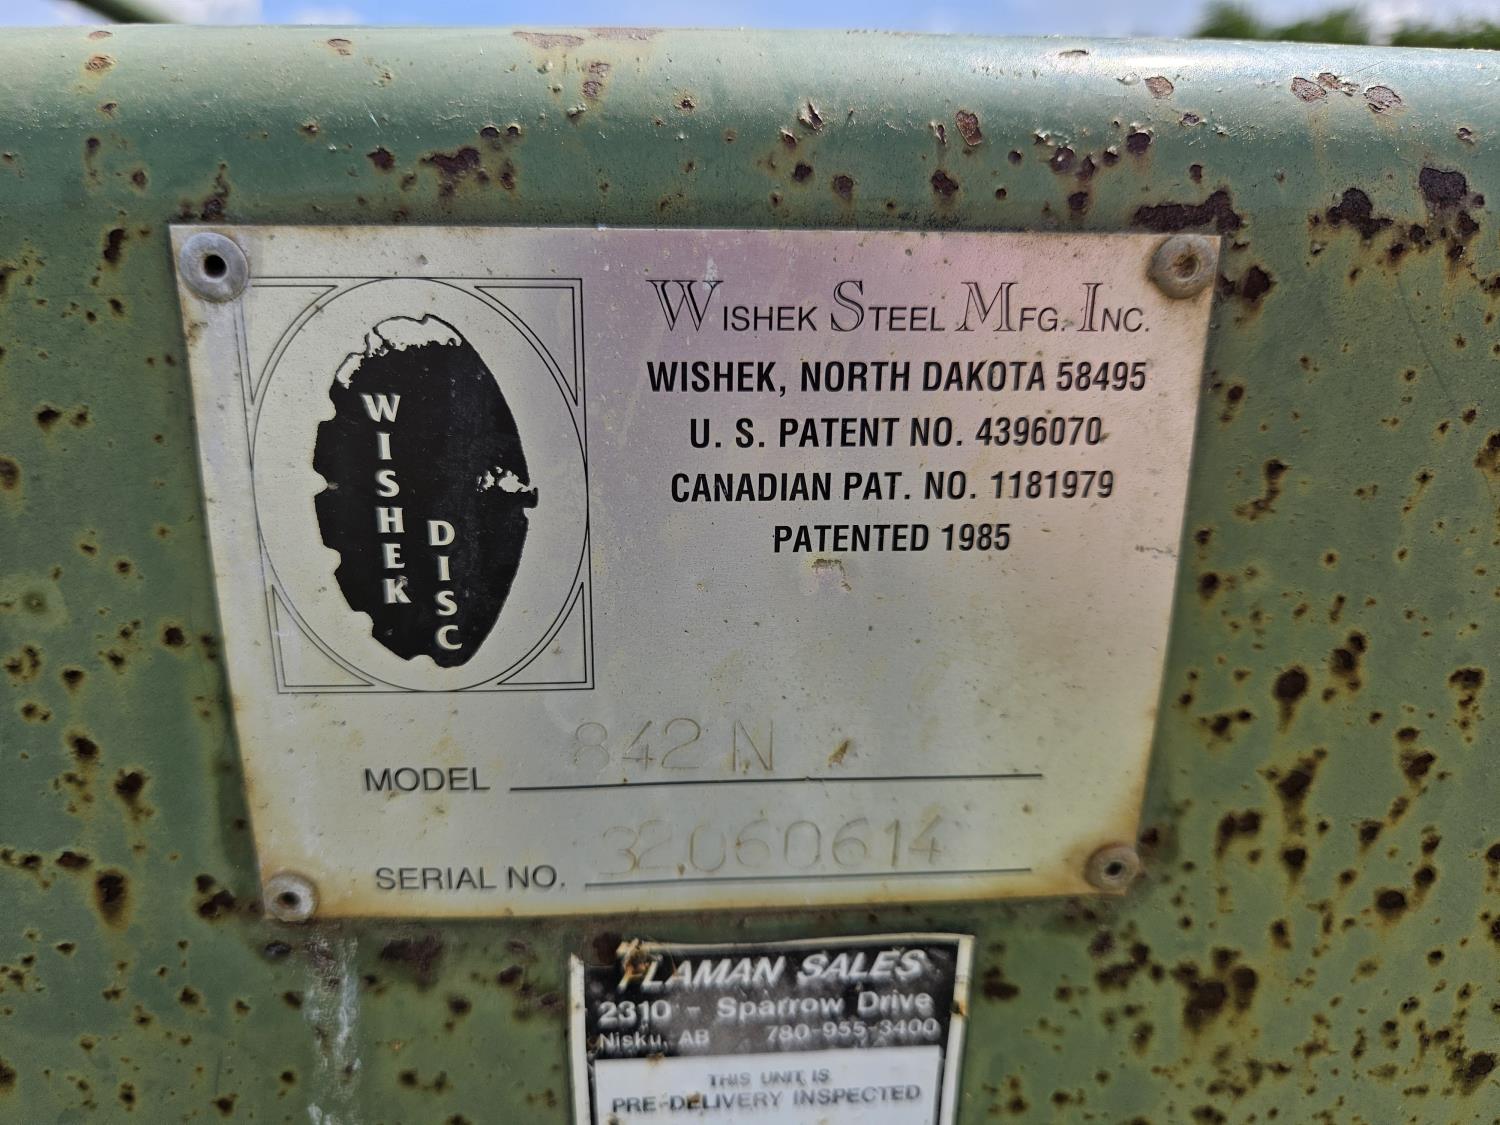 WISHEK
DISC
WISHEK STEEL MFG. INC.
WISHEK, NORTH DAKOTA 58495
U. S. PATENT NO. 4396070
CANADIAN PAT. NO. 1181979
PATENTED 1985
MODEL 842 N
SERIAL NO. 32060614
FLAMAN SALES
2310 - Sparrow Drive
Nisku, AB 780-955-3400
THIS UNIT IS
PRE-DELIVERY INSPECTED